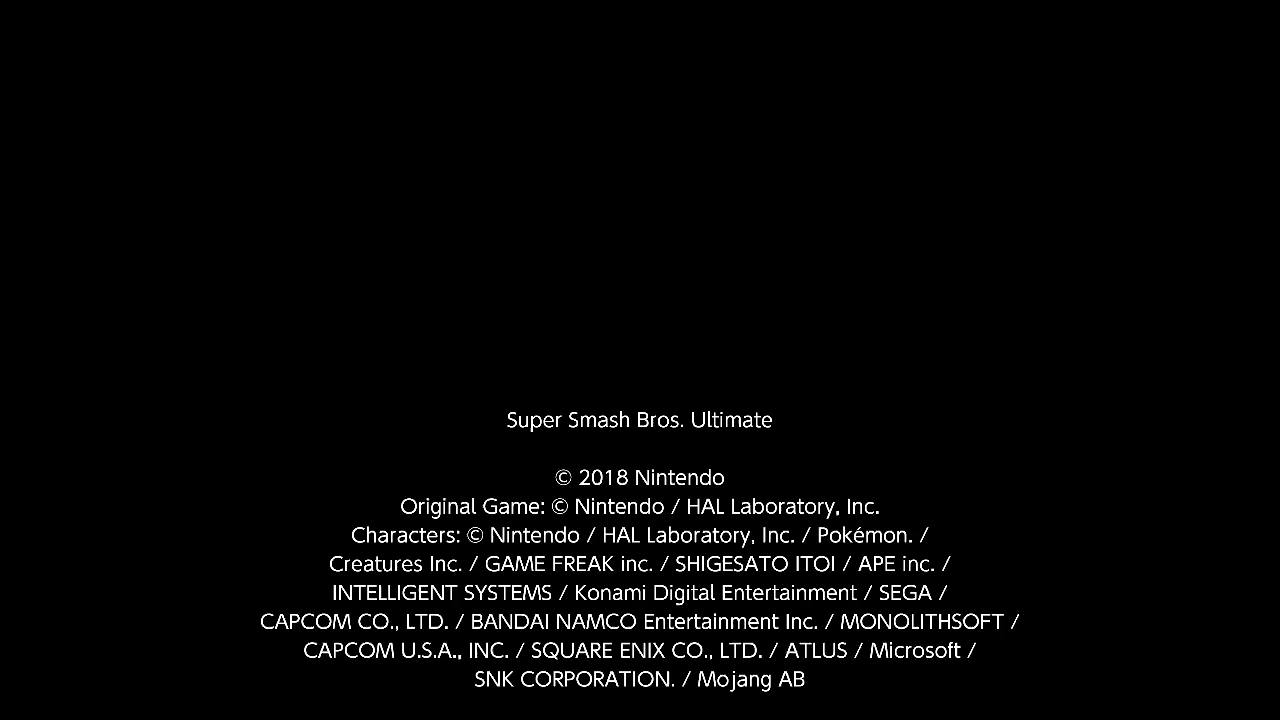 Super Smash Bros. Ultimate
© 2018 Nintendo
Original Game: © Nintendo / HAL Laboratory, Inc.
Characters: © Nintendo / HAL Laboratory, Inc. / Pokémon. /
Creatures Inc. / GAME FREAK inc. / SHIGESATO ITOI / APE inc. /
INTELLIGENT SYSTEMS / Konami Digital Entertainment / SEGA /
CAPCOM CO., LTD. / BANDAI NAMCO Entertainment Inc. / MONOLITHSOFT /
CAPCOM U.S.A., INC. / SQUARE ENIX CO., LTD. / ATLUS / Microsoft /
SNK CORPORATION. / Mojang AB